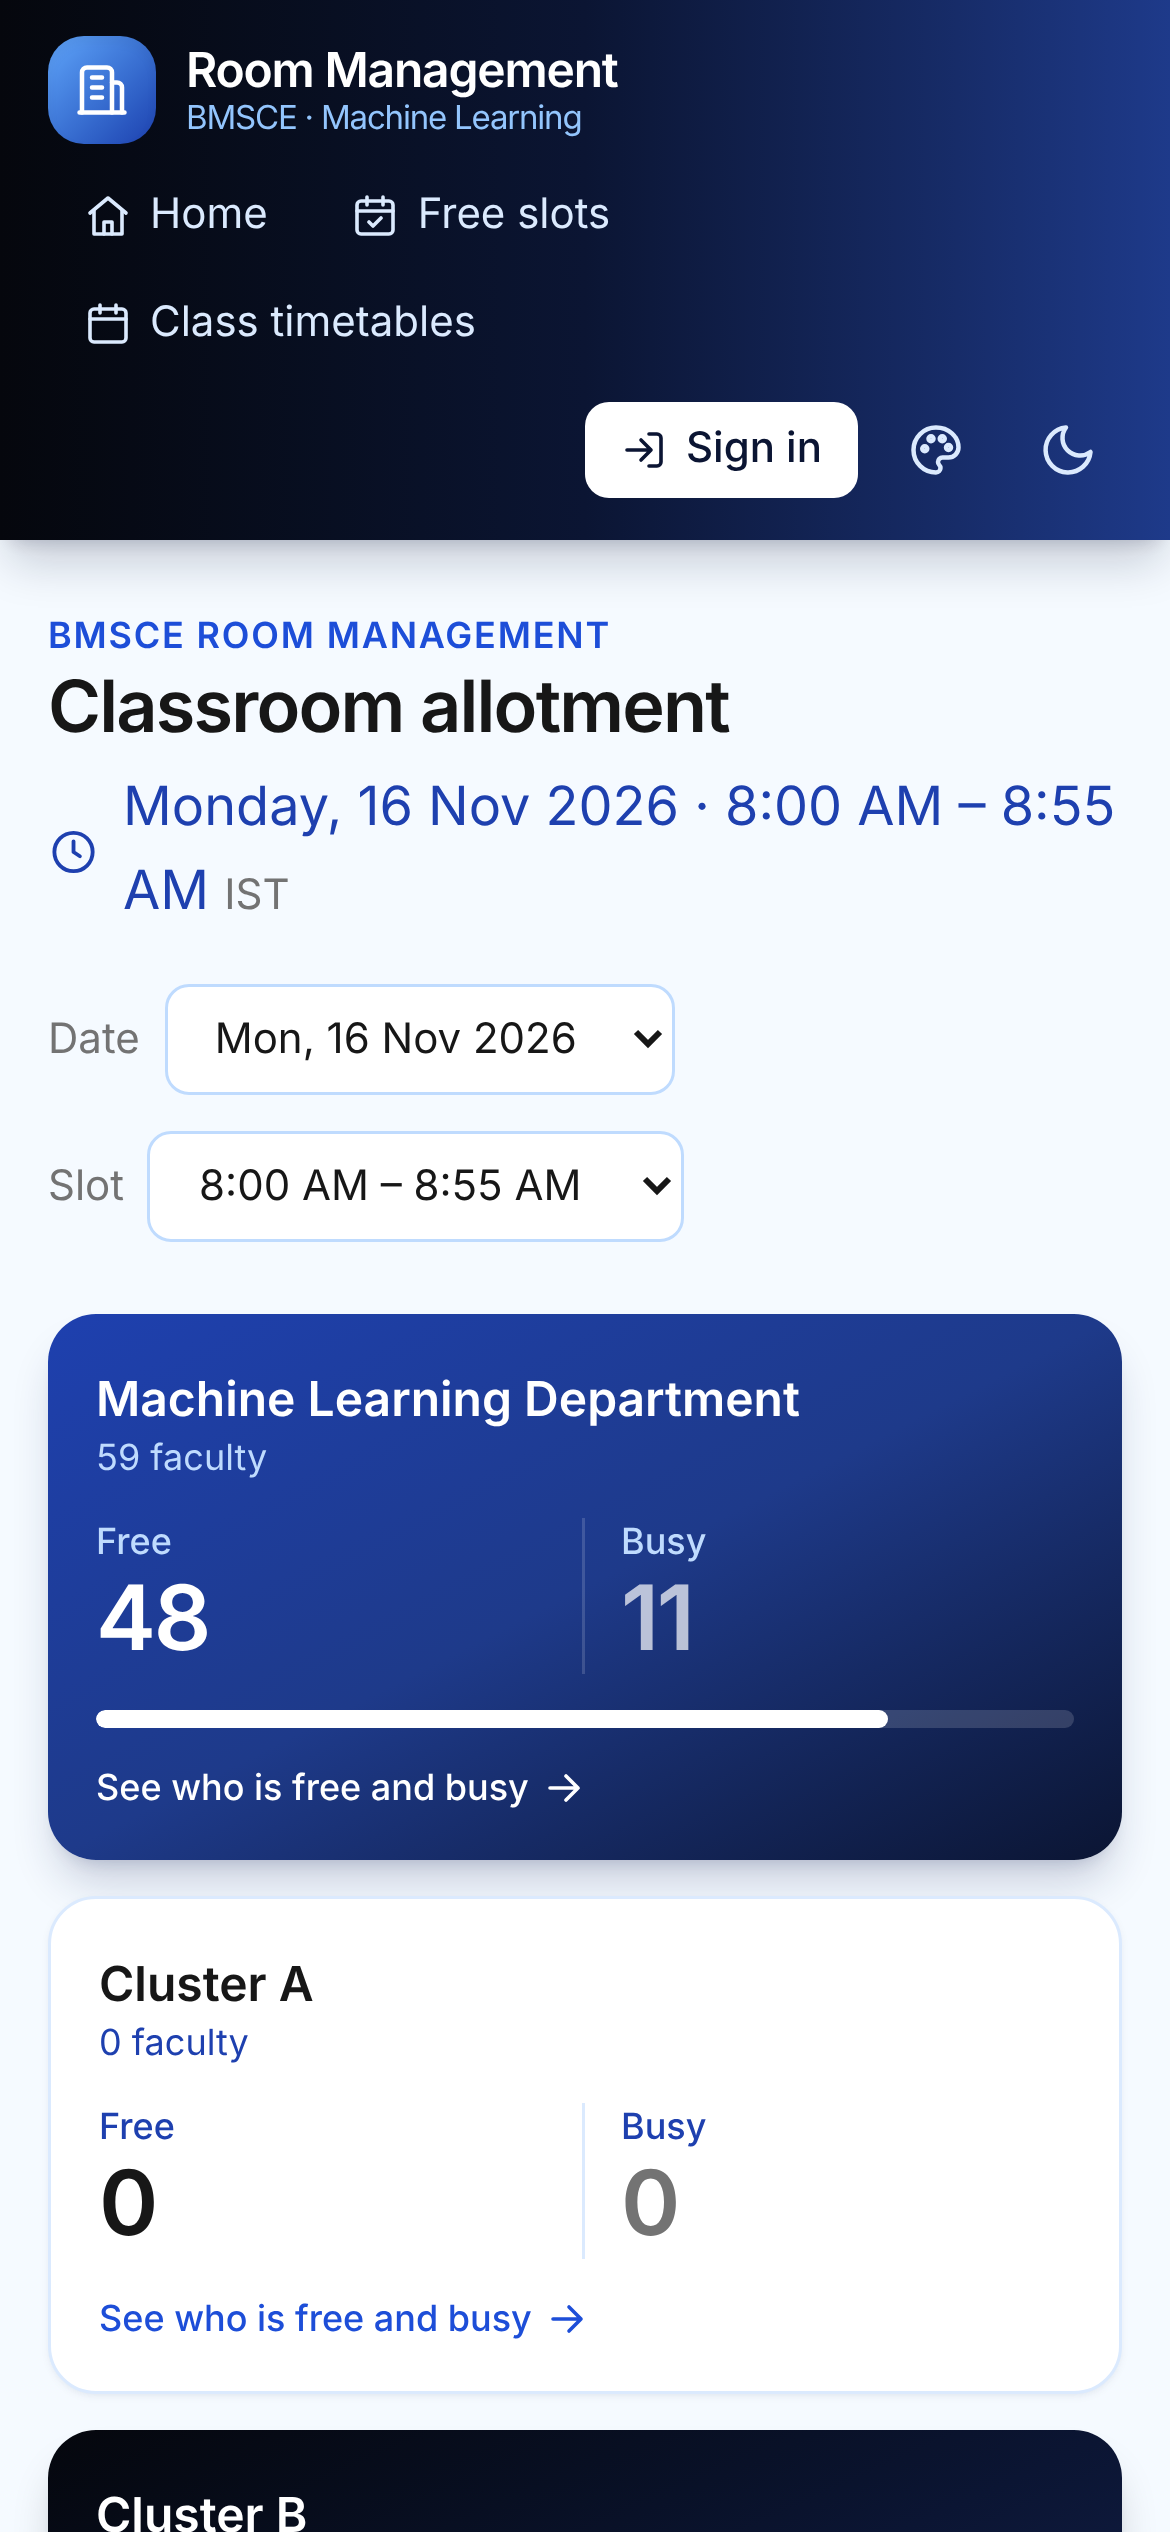 Room Management
BMSCE · Machine Learning
Home
Free slots
Class timetables
Sign in
BMSCE ROOM MANAGEMENT
Classroom allotment
Monday, 16 Nov 2026 · 8:00 AM – 8:55
AM IST
Date
Mon, 16 Nov 2026
Slot
8:00 AM – 8:55 AM
Machine Learning Department
59 faculty
Free
Busy
48
11
See who is free and busy →
Cluster A
0 faculty
Free
Busy
0
0
See who is free and busy →
Cluster B